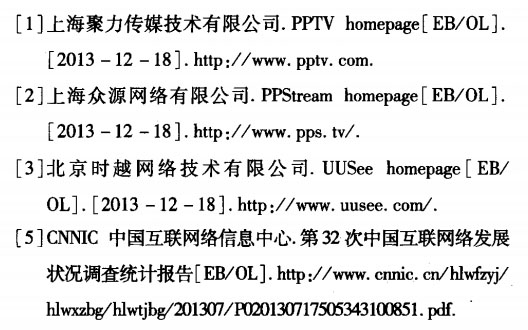 [1]上海聚力传媒技术有限公司. PPTV homepage[EB/OL].
[2013-12-18]. http://www.pptv.com.
[2]上海众源网络有限公司. PPStream homepage[EB/OL].
[2013-12-18]. http://www.pps.tv/.
[3]北京时越网络技术有限公司. UUSee homepage[EB/
OL]. [2013-12-18]. http://www.uusee.com/.
[5]CNNIC 中国互联网络信息中心. 第32次中国互联网络发展
状况调查统计报告[EB/OL]. http://www.cnnic.cn/hlwfzyj/
hlwxzbg/hlwtjbg/201307/P020130717505343100851.pdf.